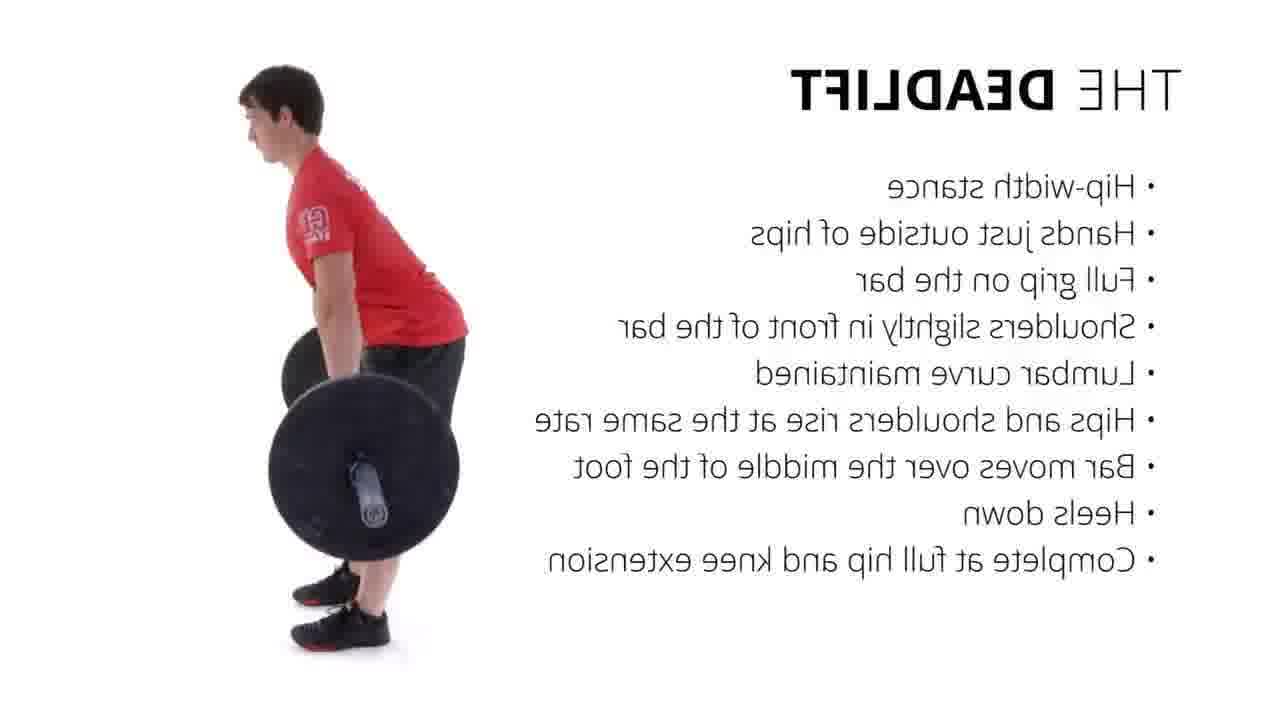 THE DEADLIFT
• Hip-width stance
• Hands just outside of hips
• Full grip on the bar
• Shoulders slightly in front of the bar
• Lumbar curve maintained
• Hips and shoulders rise at the same rate
• Bar moves over the middle of the foot
• Heels down
• Complete at full hip and knee extension